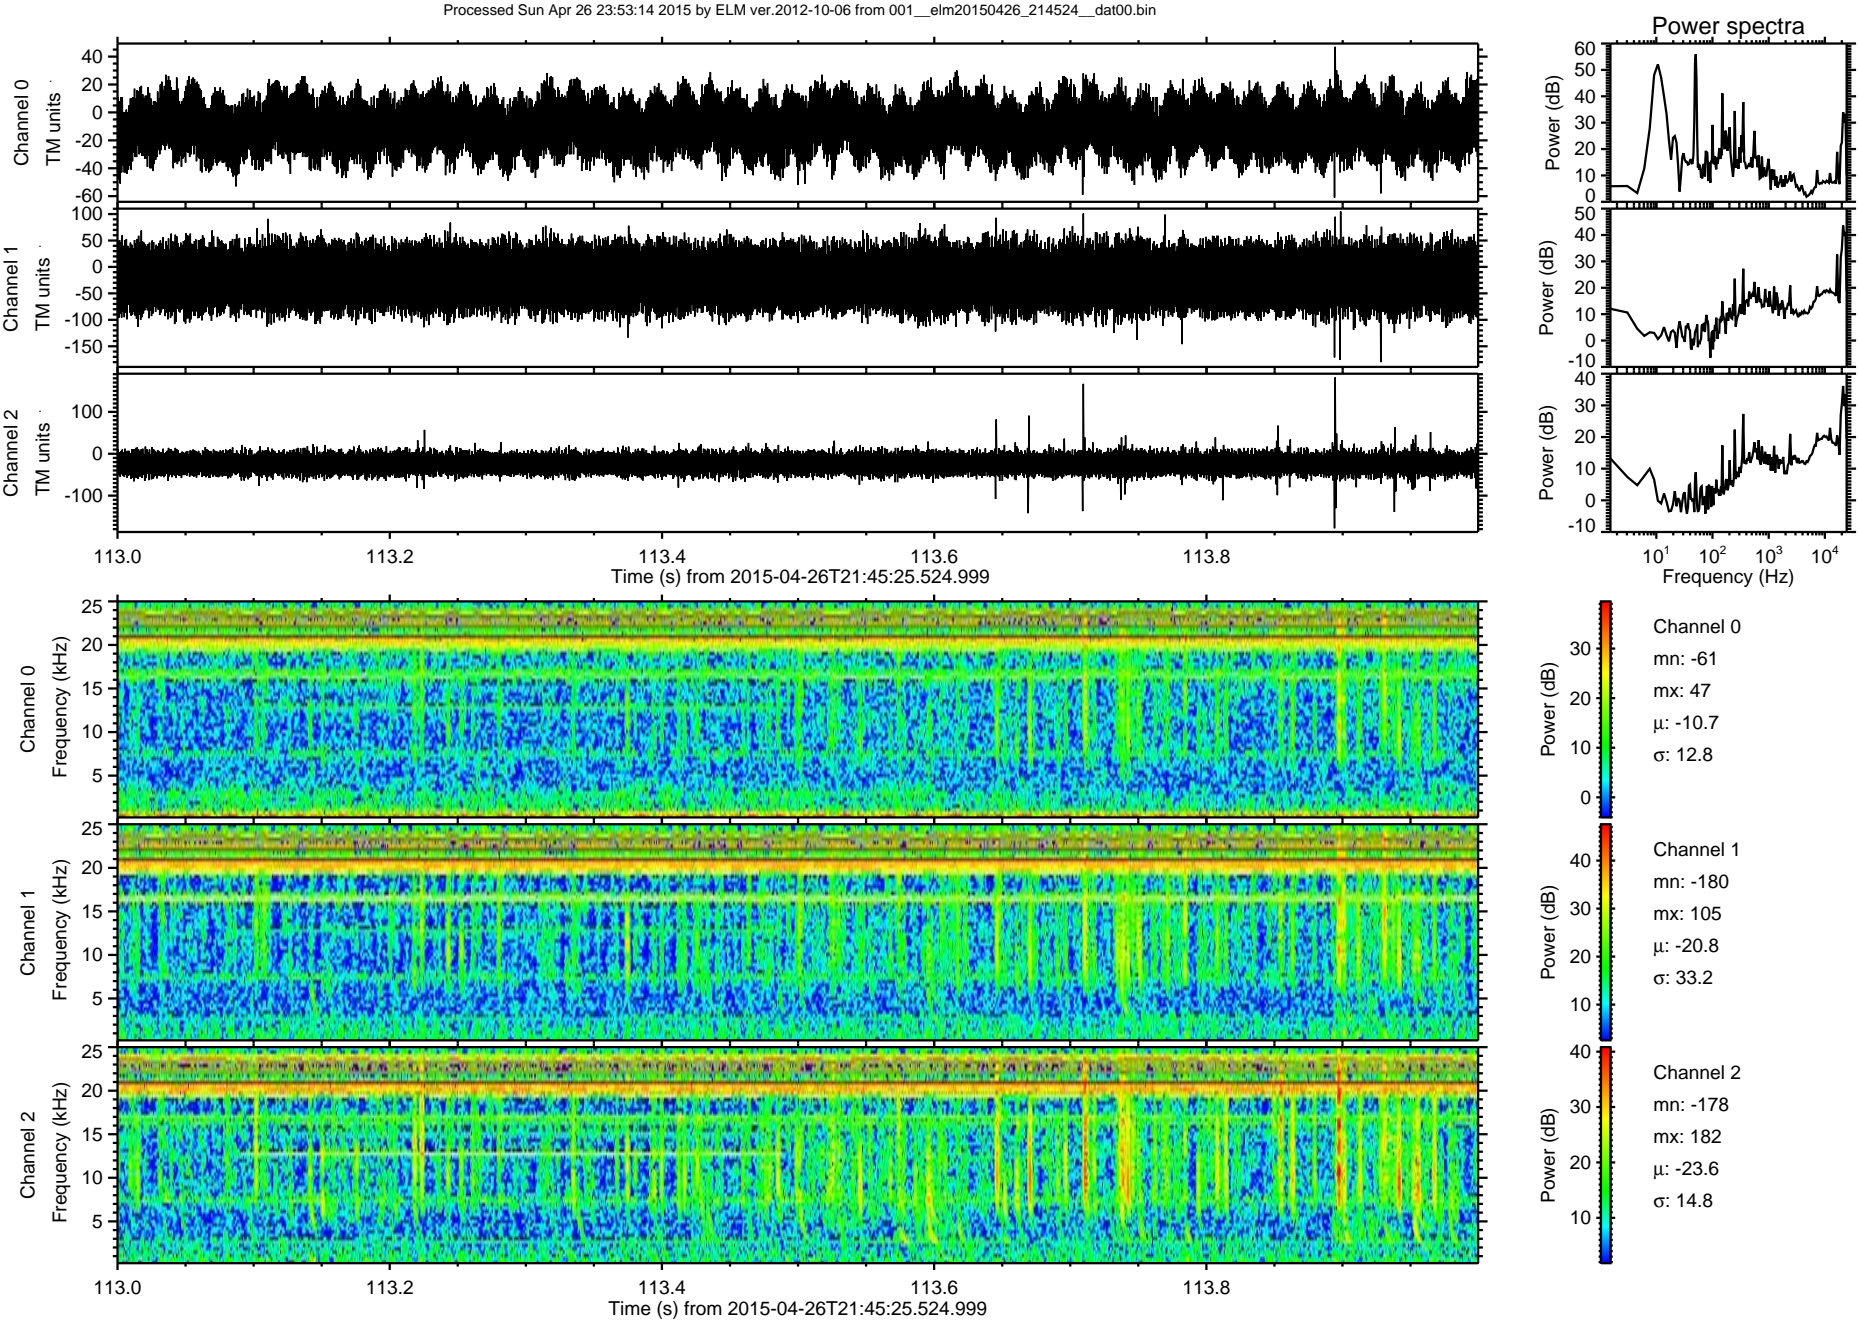 Processed Sun Apr 26 23:53:14 2015 by ELM ver.2012-10-06 from 001__elm20150426_214524__dat00.bin
Power spectra
Channel 0
TM units
40
20
0
-20
-40
-60
Power (dB)
60
50
40
30
20
10
0
Channel 1
TM units
100
50
0
-50
-100
-150
Power (dB)
50
40
30
20
10
0
-10
Channel 2
TM units
100
0
-100
Power (dB)
40
30
20
10
0
-10
113.0 113.2 113.4 113.6 113.8
Time (s) from 2015-04-26T21:45:25.524.999
10^1 10^2 10^3 10^4
Frequency (Hz)
Channel 0
Frequency (kHz)
25
20
15
10
5
Power (dB)
30
20
10
0
Channel 0
mn: -61
mx: 47
μ: -10.7
σ: 12.8
Channel 1
Frequency (kHz)
25
20
15
10
5
Power (dB)
40
30
20
10
Channel 1
mn: -180
mx: 105
μ: -20.8
σ: 33.2
Channel 2
Frequency (kHz)
25
20
15
10
5
Power (dB)
40
30
20
10
Channel 2
mn: -178
mx: 182
μ: -23.6
σ: 14.8
113.0 113.2 113.4 113.6 113.8
Time (s) from 2015-04-26T21:45:25.524.999